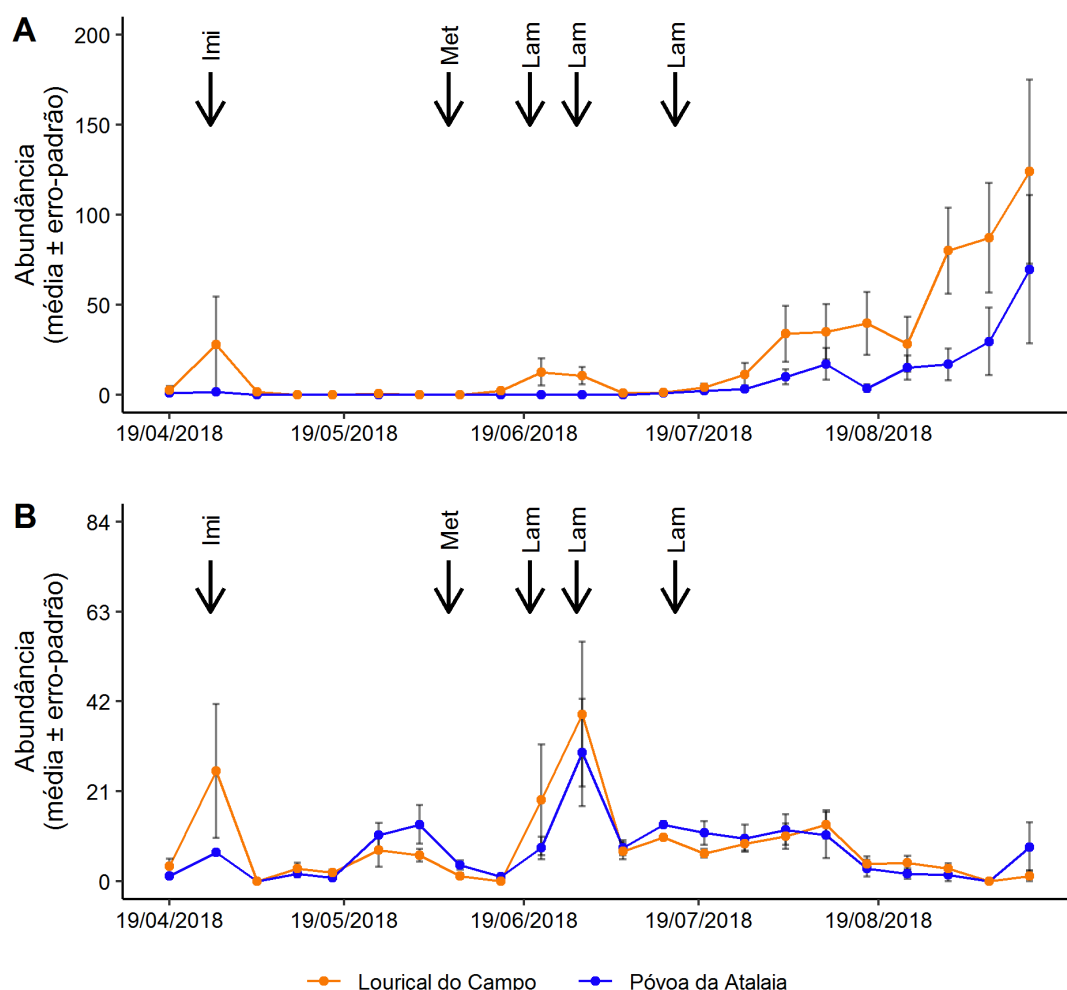 A
Imi
Met
Lam
Lam
Lam
Abundância
(média ± erro-padrão)
200
150
100
50
0
19/04/2018
19/05/2018
19/06/2018
19/07/2018
19/08/2018
B
Imi
Met
Lam
Lam
Lam
Abundância
(média ± erro-padrão)
84
63
42
21
0
19/04/2018
19/05/2018
19/06/2018
19/07/2018
19/08/2018
Lourical do Campo
Póvoa da Atalaia